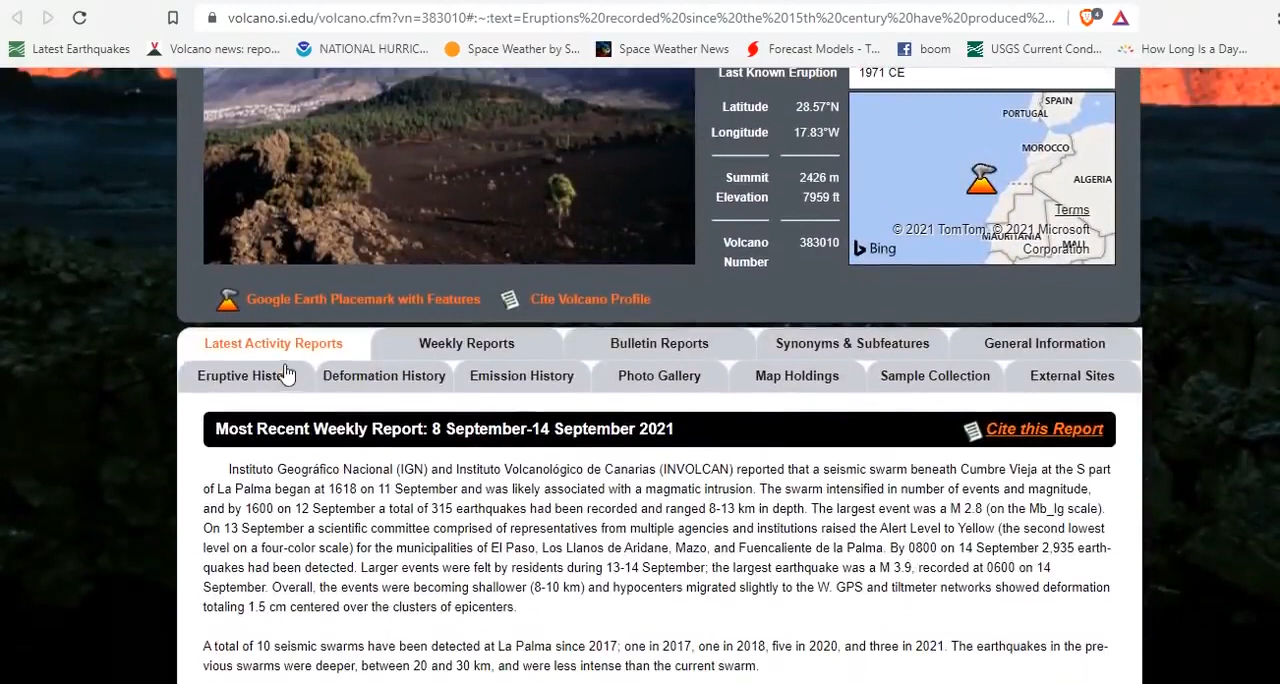 volcano.si.edu/volcano.cfm?vn=383010#:~:text=Eruptions%20recorded%20since%20the%2015th%20century%20have%20produced%2...
4
Latest Earthquakes
Volcano news: repo...
NATIONAL HURRIC...
Space Weather by S...
Space Weather News
Forecast Models - T...
boom
USGS Current Cond...
How Long Is a Day...
Last Known Eruption
1971 CE
Latitude
28.57°N
Longitude
17.83°W
Summit
Elevation
2426 m
7959 ft
Volcano
Number
383010
SPAIN
PORTUGAL
MOROCCO
ALGERIA
Terms
© 2021 TomTom, © 2021 Microsoft
Corporation
MAURITANIA
MALI
Bing
Google Earth Placemark with Features
Cite Volcano Profile
Latest Activity Reports
Weekly Reports
Bulletin Reports
Synonyms & Subfeatures
General Information
Eruptive Histo
Deformation History
Emission History
Photo Gallery
Map Holdings
Sample Collection
External Sites
Most Recent Weekly Report: 8 September-14 September 2021
Cite this Report
Instituto Geográfico Nacional (IGN) and Instituto Volcanológico de Canarias (INVOLCAN) reported that a seismic swarm beneath Cumbre Vieja at the S part
of La Palma began at 1618 on 11 September and was likely associated with a magmatic intrusion. The swarm intensified in number of events and magnitude,
and by 1600 on 12 September a total of 315 earthquakes had been recorded and ranged 8-13 km in depth. The largest event was a M 2.8 (on the Mb_lg scale).
On 13 September a scientific committee comprised of representatives from multiple agencies and institutions raised the Alert Level to Yellow (the second lowest
level on a four-color scale) for the municipalities of El Paso, Los Llanos de Aridane, Mazo, and Fuencaliente de la Palma. By 0800 on 14 September 2,935 earth-
quakes had been detected. Larger events were felt by residents during 13-14 September; the largest earthquake was a M 3.9, recorded at 0600 on 14
September. Overall, the events were becoming shallower (8-10 km) and hypocenters migrated slightly to the W. GPS and tiltmeter networks showed deformation
totaling 1.5 cm centered over the clusters of epicenters.
A total of 10 seismic swarms have been detected at La Palma since 2017; one in 2017, one in 2018, five in 2020, and three in 2021. The earthquakes in the pre-
vious swarms were deeper, between 20 and 30 km, and were less intense than the current swarm.